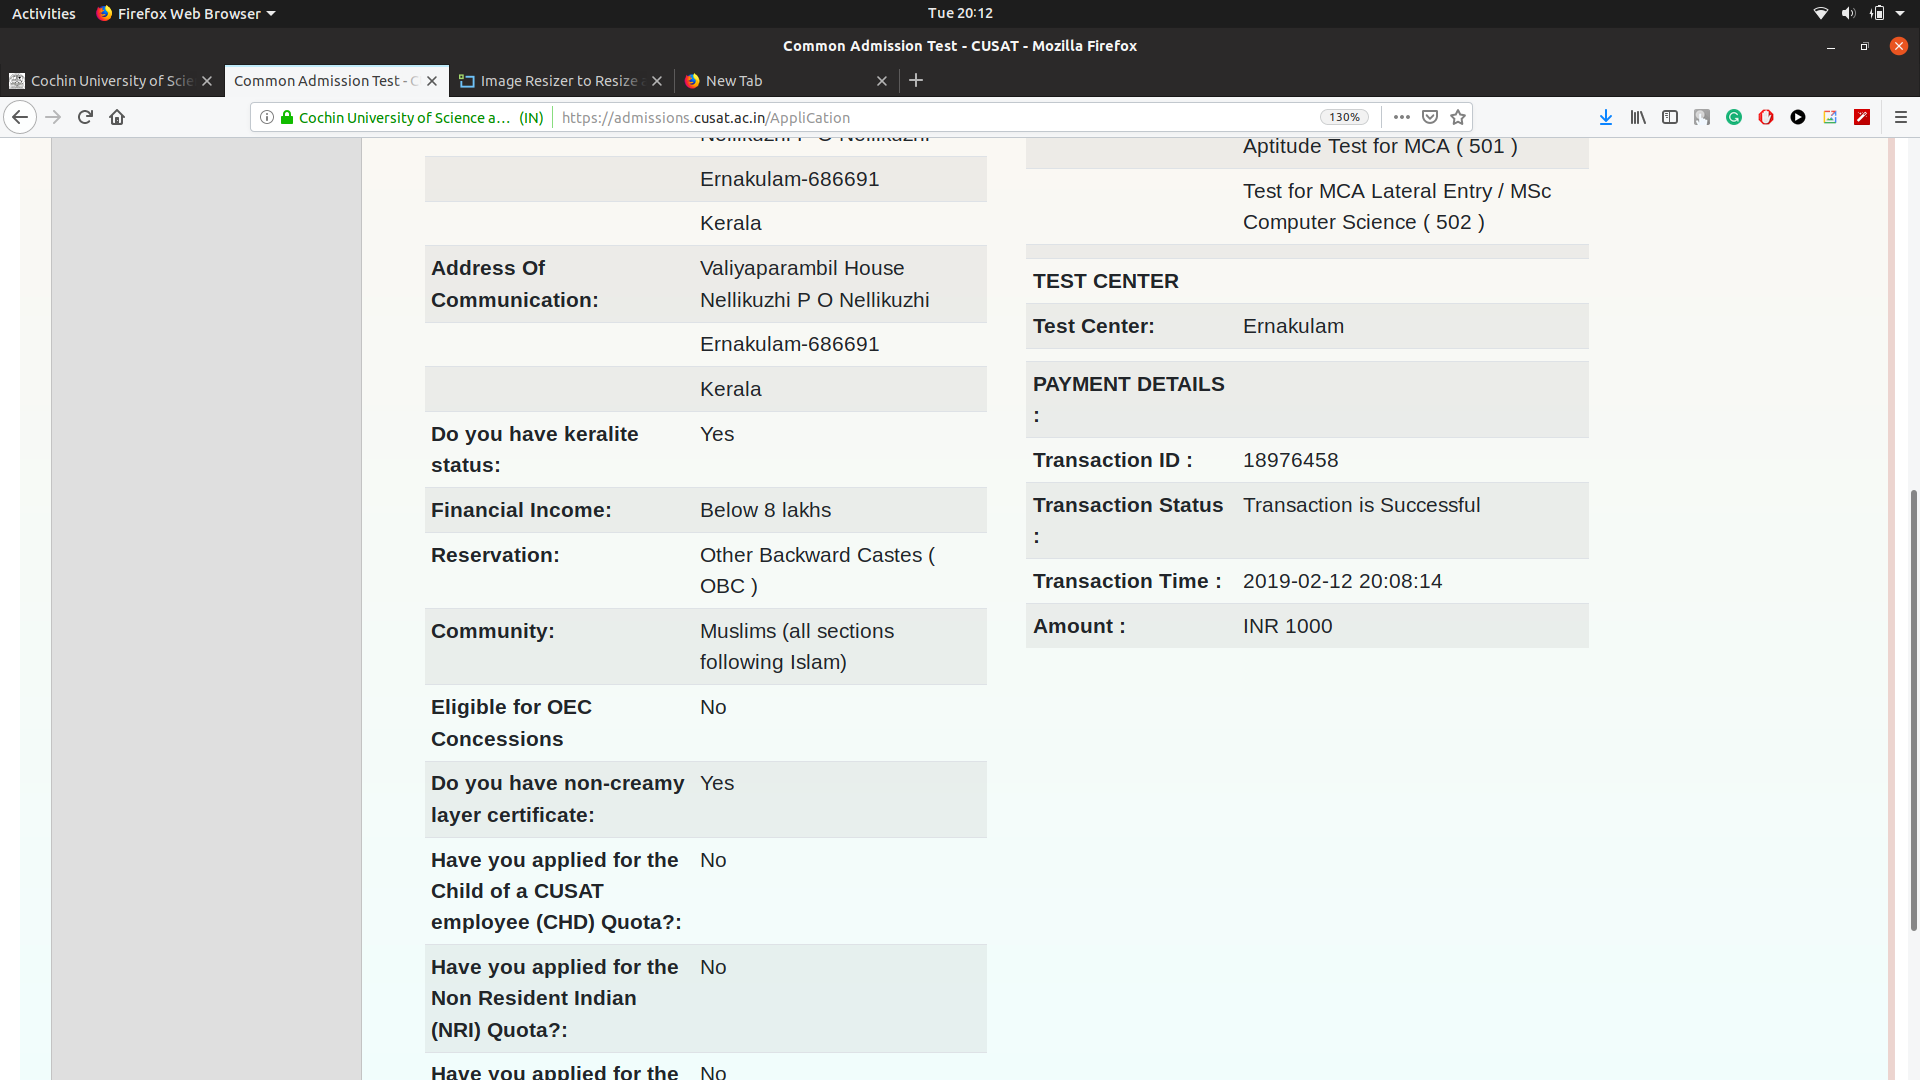 Activities Firefox Web Browser Tue 20:12
Common Admission Test - CUSAT - Mozilla Firefox
Cochin University of Scie Common Admission Test - C Image Resizer to Resize New Tab
Cochin University of Science a... (IN) https://admissions.cusat.ac.in/AppliCation 130%
Nellikuzhi P O Nellikuzhi
Ernakulam-686691
Kerala
Address Of Valiyaparambil House
Communication: Nellikuzhi P O Nellikuzhi
Ernakulam-686691
Kerala
Do you have keralite Yes
status:
Financial Income: Below 8 lakhs
Reservation: Other Backward Castes (
OBC )
Community: Muslims (all sections
following Islam)
Eligible for OEC No
Concessions
Do you have non-creamy Yes
layer certificate:
Have you applied for the No
Child of a CUSAT
employee (CHD) Quota?:
Have you applied for the No
Non Resident Indian
(NRI) Quota?:
Have you applied for the No
Aptitude Test for MCA ( 501 )
Test for MCA Lateral Entry / MSc
Computer Science ( 502 )
TEST CENTER
Test Center: Ernakulam
PAYMENT DETAILS
:
Transaction ID : 18976458
Transaction Status Transaction is Successful
:
Transaction Time : 2019-02-12 20:08:14
Amount : INR 1000